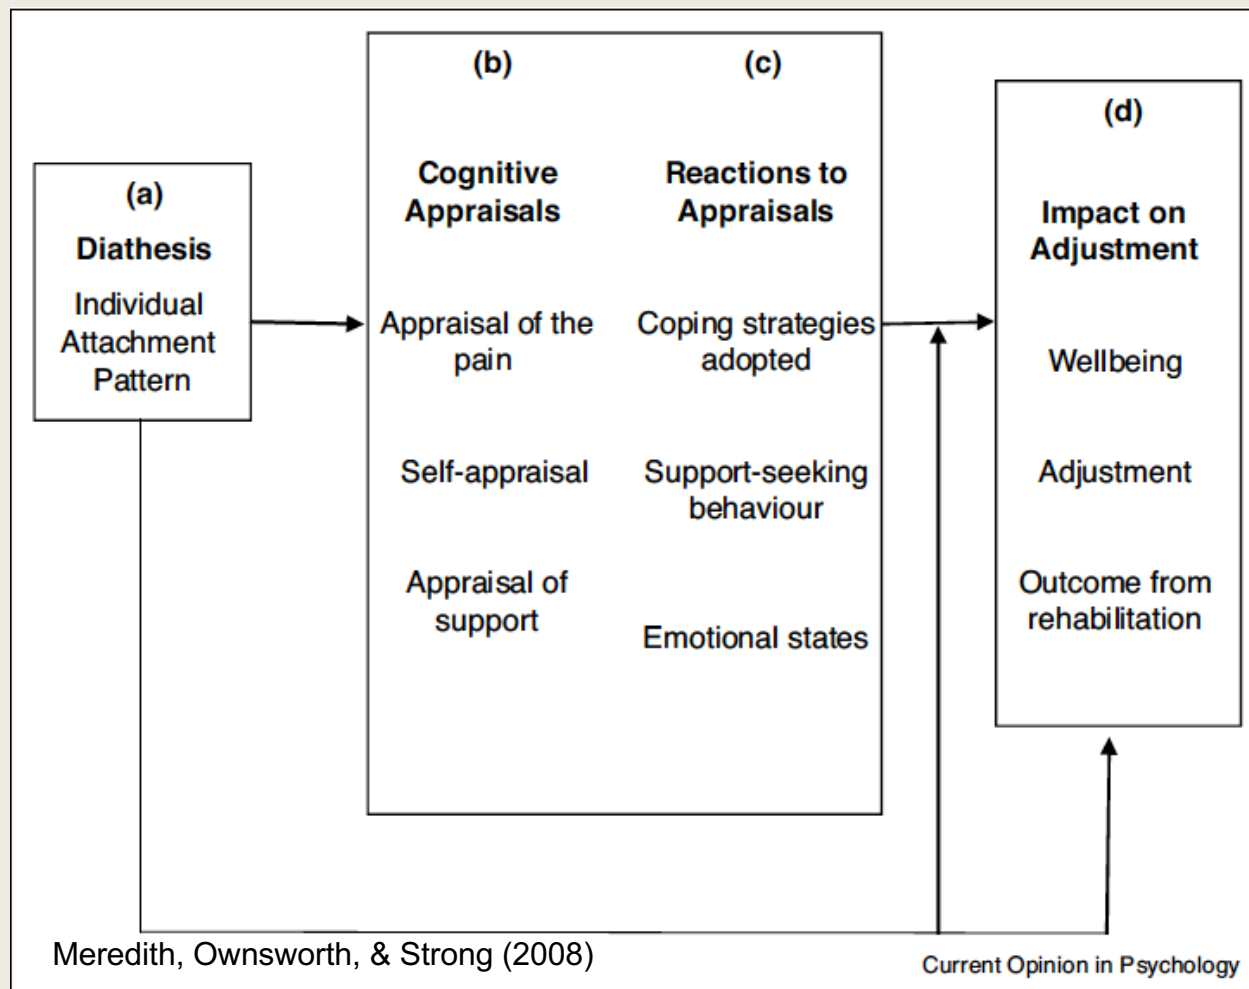 (a)
Diathesis
Individual
Attachment
Pattern
(b)
Cognitive
Appraisals
Appraisal of the
pain
Self-appraisal
Appraisal of
support
(c)
Reactions to
Appraisals
Coping strategies
adopted
Support-seeking
behaviour
Emotional states
(d)
Impact on
Adjustment
Wellbeing
Adjustment
Outcome from
rehabilitation
Meredith, Ownsworth, & Strong (2008)
Current Opinion in Psychology